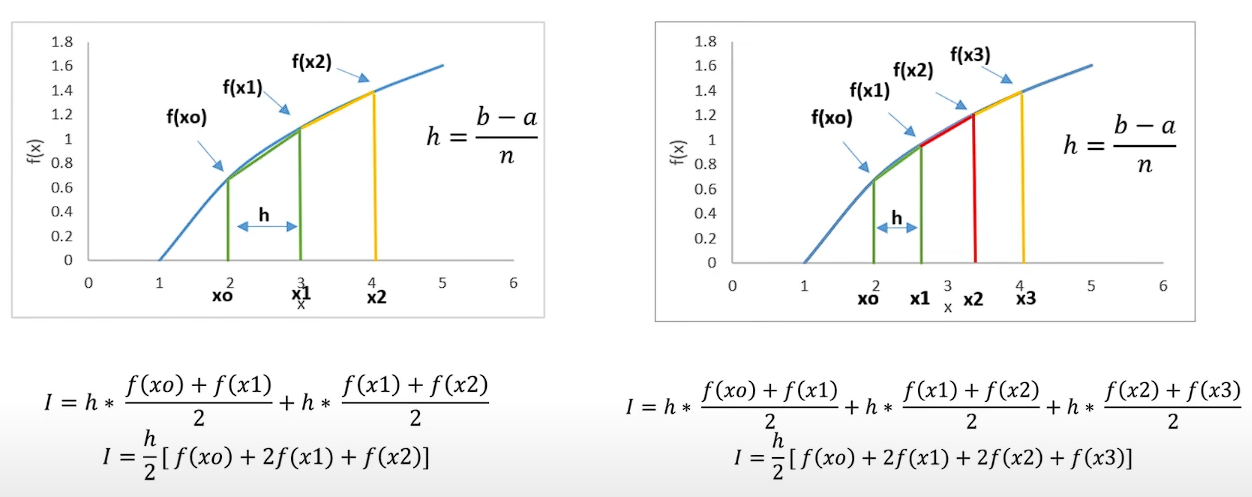 1.8
1.6
1.4
1.2
1
0.8
0.6
0.4
0.2
0
f(x)
f(xo)
f(x1)
f(x2)
h = \frac{b - a}{n}
h
0 1 2 3 4 5 6
xo x1 x2
x
I = h * \frac{f(xo) + f(x1)}{2} + h * \frac{f(x1) + f(x2)}{2}
I = \frac{h}{2} [ f(xo) + 2f(x1) + f(x2)]
1.8
1.6
1.4
1.2
1
0.8
0.6
0.4
0.2
0
f(x)
f(xo)
f(x1)
f(x2)
f(x3)
h = \frac{b - a}{n}
h
0 1 2 3 4 5 6
xo x1 x2 x3
x
I = h * \frac{f(xo) + f(x1)}{2} + h * \frac{f(x1) + f(x2)}{2} + h * \frac{f(x2) + f(x3)}{2}
I = \frac{h}{2} [ f(xo) + 2f(x1) + 2f(x2) + f(x3)]